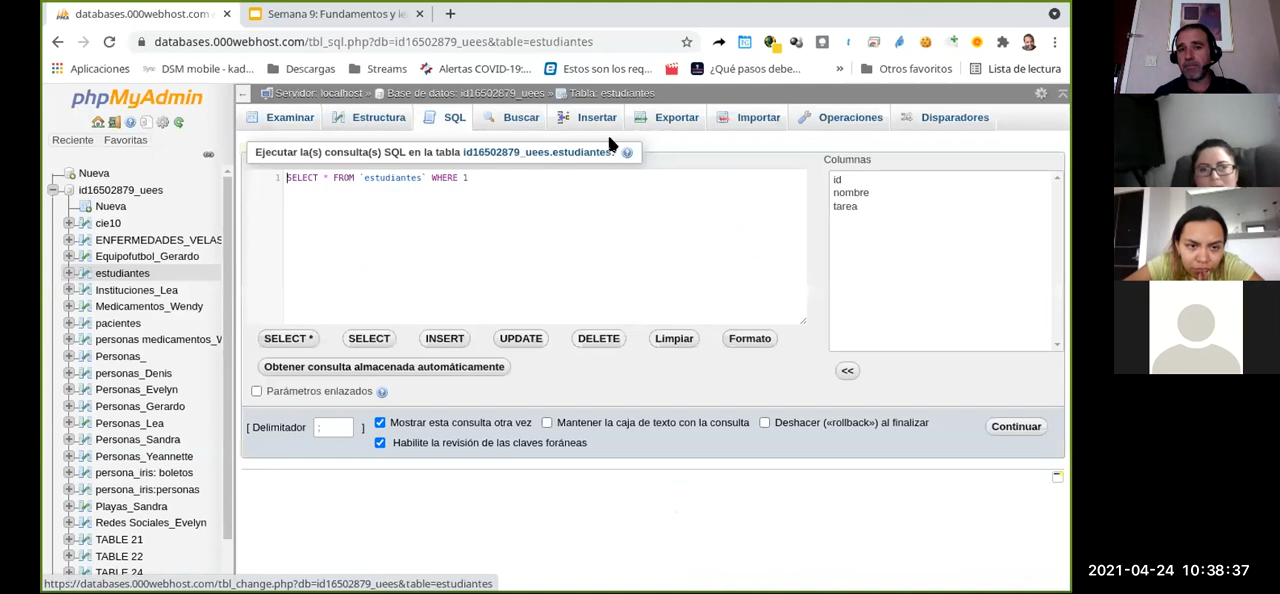 databases.000webhost.com
Semana 9: Fundamentos y le
databases.000webhost.com/tbl_sql.php?db=id16502879_uees&table=estudiantes
Aplicaciones
DSM mobile - kad...
Descargas
Streams
Alertas COVID-19:...
Estos son los req...
¿Qué pasos debe...
»
Otros favoritos
Lista de lectura
phpMyAdmin
Reciente Favoritas
Nueva
id16502879_uees
Nueva
cie10
ENFERMEDADES_VELAS
Equipofutbol_Gerardo
estudiantes
Instituciones_Lea
Medicamentos_Wendy
pacientes
personas medicamentos_W
Personas_
personas_Denis
Personas_Evelyn
Personas_Gerardo
Personas_Lea
Personas_Sandra
Personas_Yeannette
persona_iris: boletos
persona_iris:personas
Playas_Sandra
Redes Sociales_Evelyn
TABLE 21
TABLE 22
TABLE 24
Servidor: localhost » Base de datos: id16502879_uees » Tabla: estudiantes
Examinar
Estructura
SQL
Buscar
Insertar
Exportar
Importar
Operaciones
Disparadores
Ejecutar la(s) consulta(s) SQL en la tabla id16502879_uees.estudiantes:
1 SELECT * FROM `estudiantes` WHERE 1
Columnas
id
nombre
tarea
SELECT * SELECT INSERT UPDATE DELETE Limpiar Formato
<<
Obtener consulta almacenada automáticamente
Parámetros enlazados
[ Delimitador ; ]
Mostrar esta consulta otra vez
Mantener la caja de texto con la consulta
Deshacer («rollback») al finalizar
Habilite la revisión de las claves foráneas
Continuar
https://databases.000webhost.com/tbl_change.php?db=id16502879_uees&table=estudiantes
2021-04-24 10:38:37